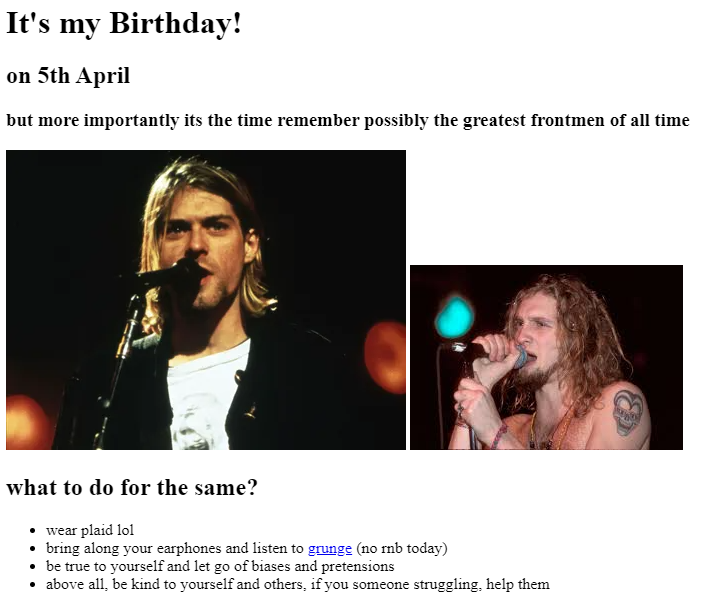 It's my Birthday!
on 5th April
but more importantly its the time remember possibly the greatest frontmen of all time
what to do for the same?
wear plaid lol
bring along your earphones and listen to grunge (no rnb today)
be true to yourself and let go of biases and pretensions
above all, be kind to yourself and others, if you someone struggling, help them